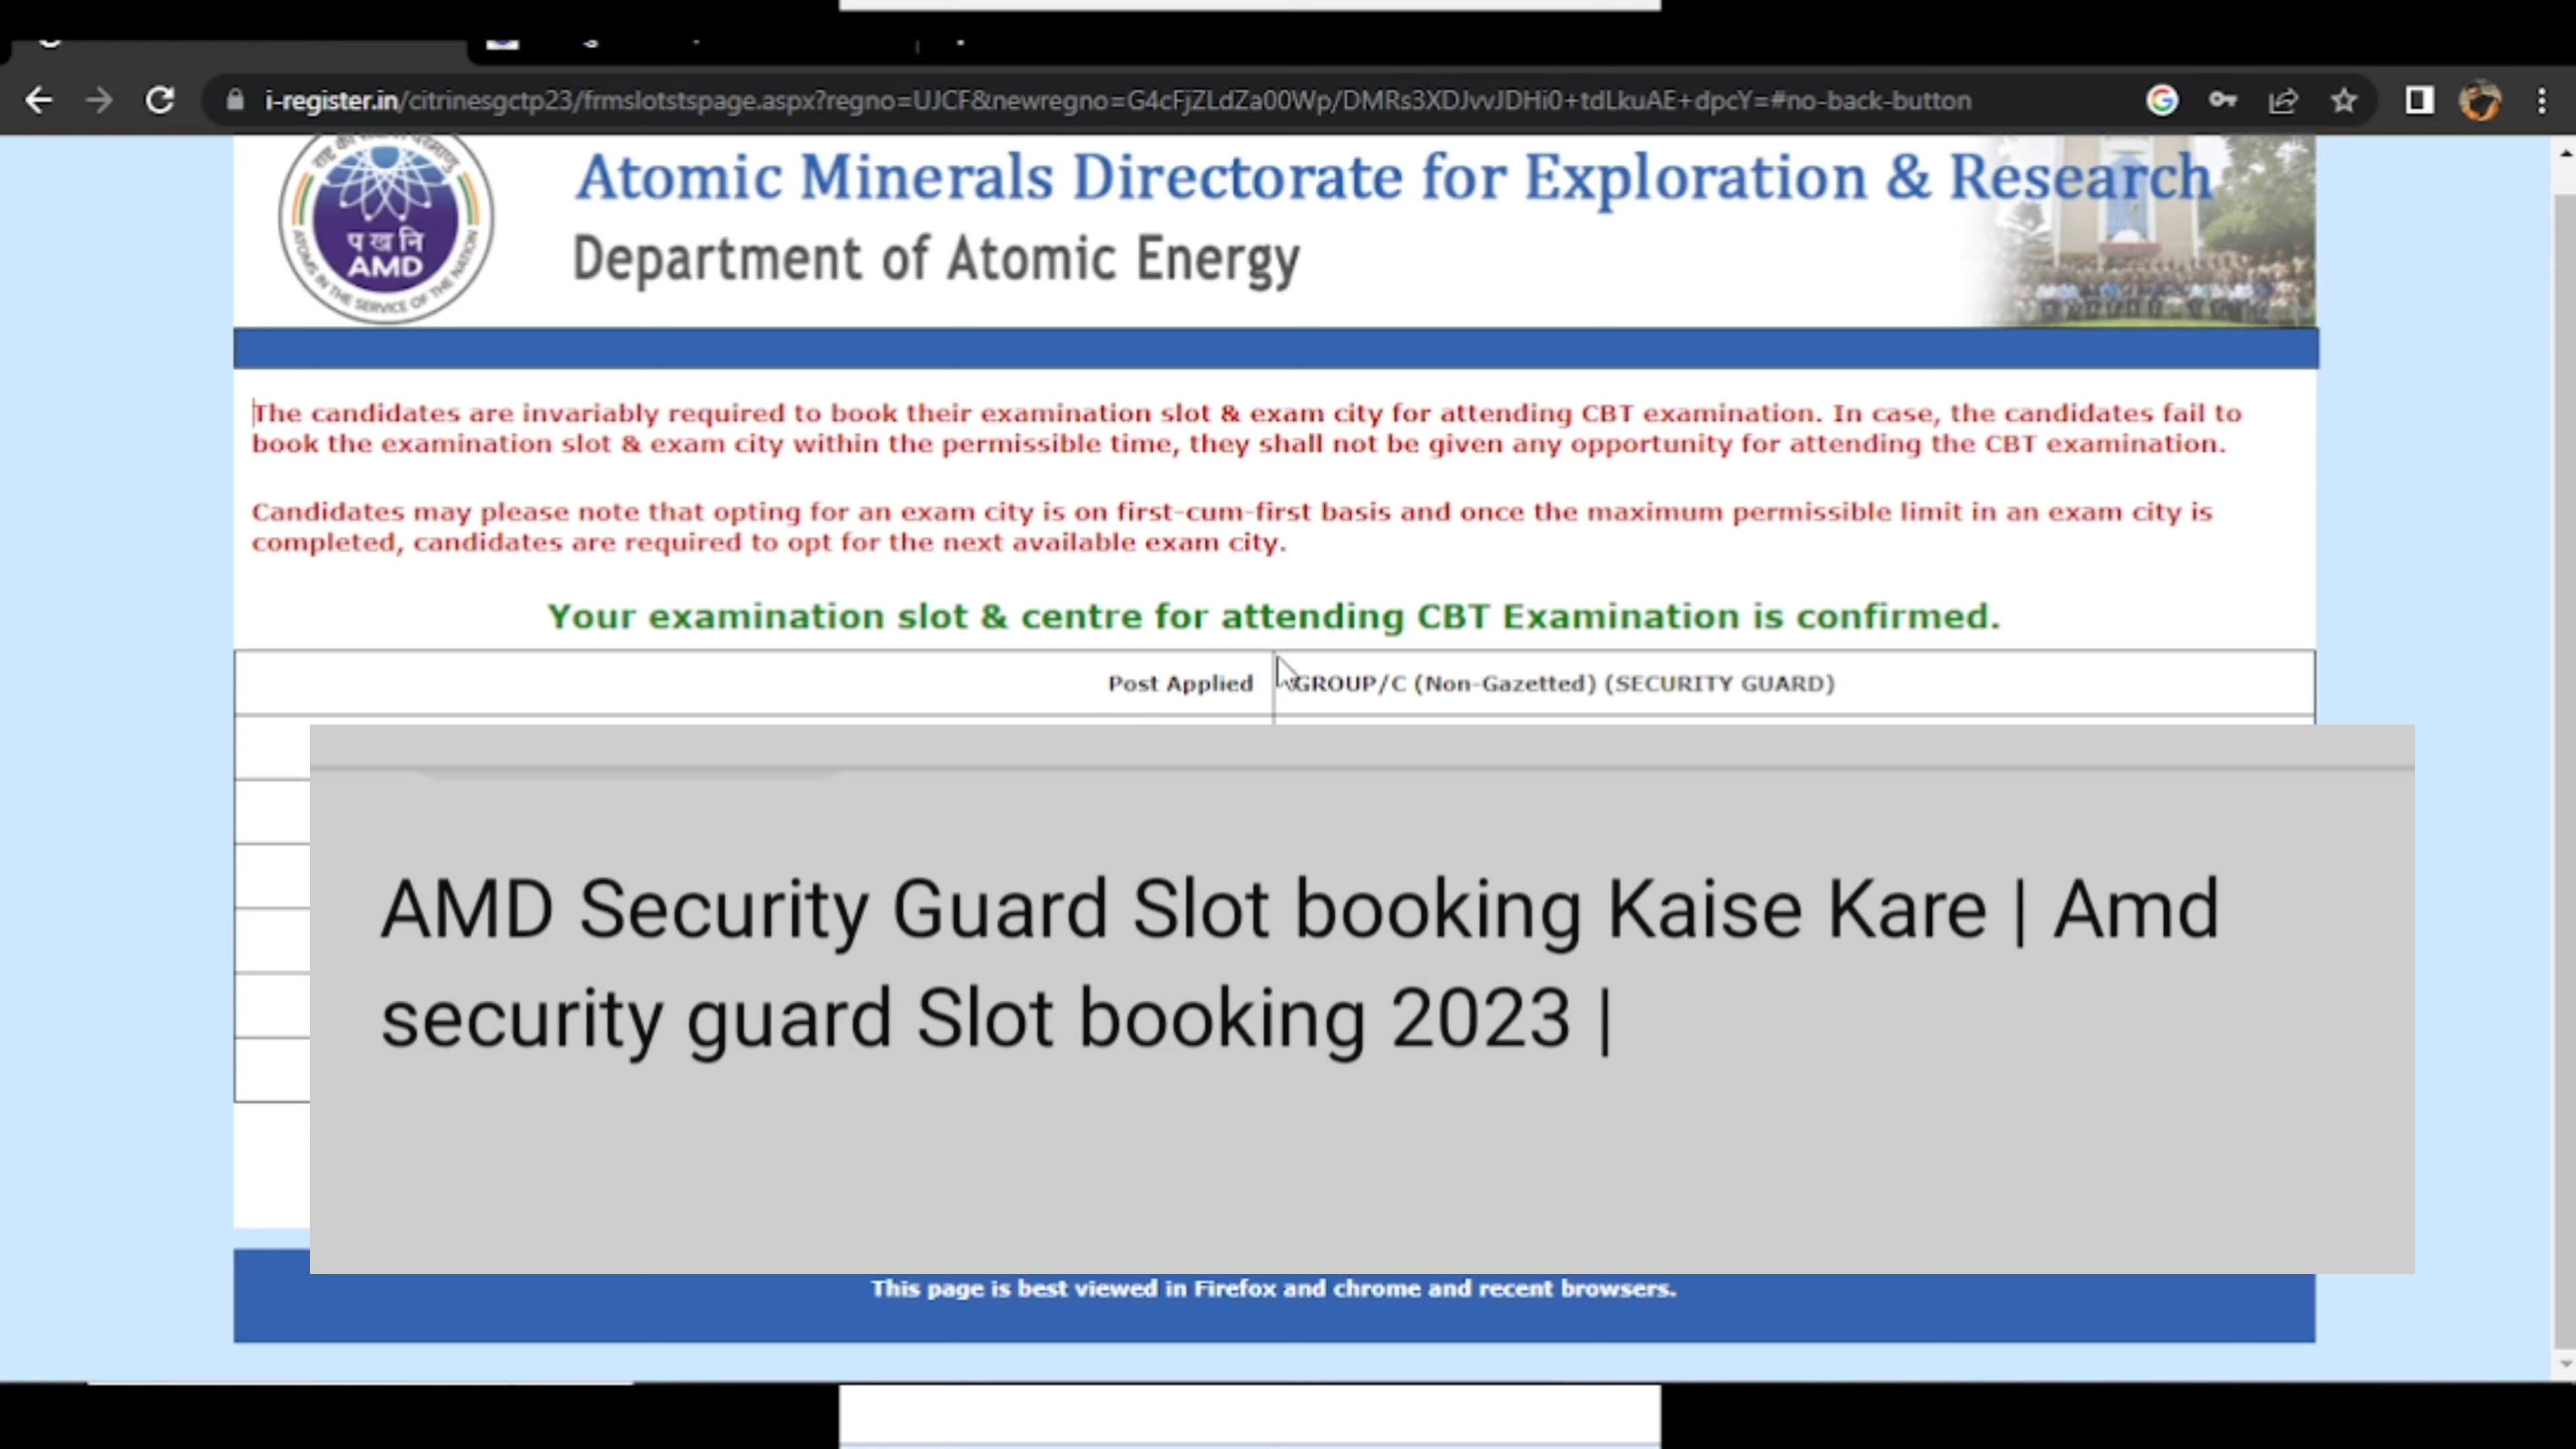 i-register.in/citrinesgctp23/frmslotstspage.aspx?regno=UJCF&newregno=G4cFjZLdZa00Wp/DMRs3XDJvvJDHi0+tdLkuAE+dpcY=#no-back-button
Atomic Minerals Directorate for Exploration & Research
Department of Atomic Energy
प ख नि
AMD
ATOMS IN THE SERVICE OF THE NATION
The candidates are invariably required to book their examination slot & exam city for attending CBT examination. In case, the candidates fail to
book the examination slot & exam city within the permissible time, they shall not be given any opportunity for attending the CBT examination.
Candidates may please note that opting for an exam city is on first-cum-first basis and once the maximum permissible limit in an exam city is
completed, candidates are required to opt for the next available exam city.
Your examination slot & centre for attending CBT Examination is confirmed.
Post Applied GROUP/C (Non-Gazetted) (SECURITY GUARD)
AMD Security Guard Slot booking Kaise Kare | Amd
security guard Slot booking 2023 |
This page is best viewed in Firefox and chrome and recent browsers.